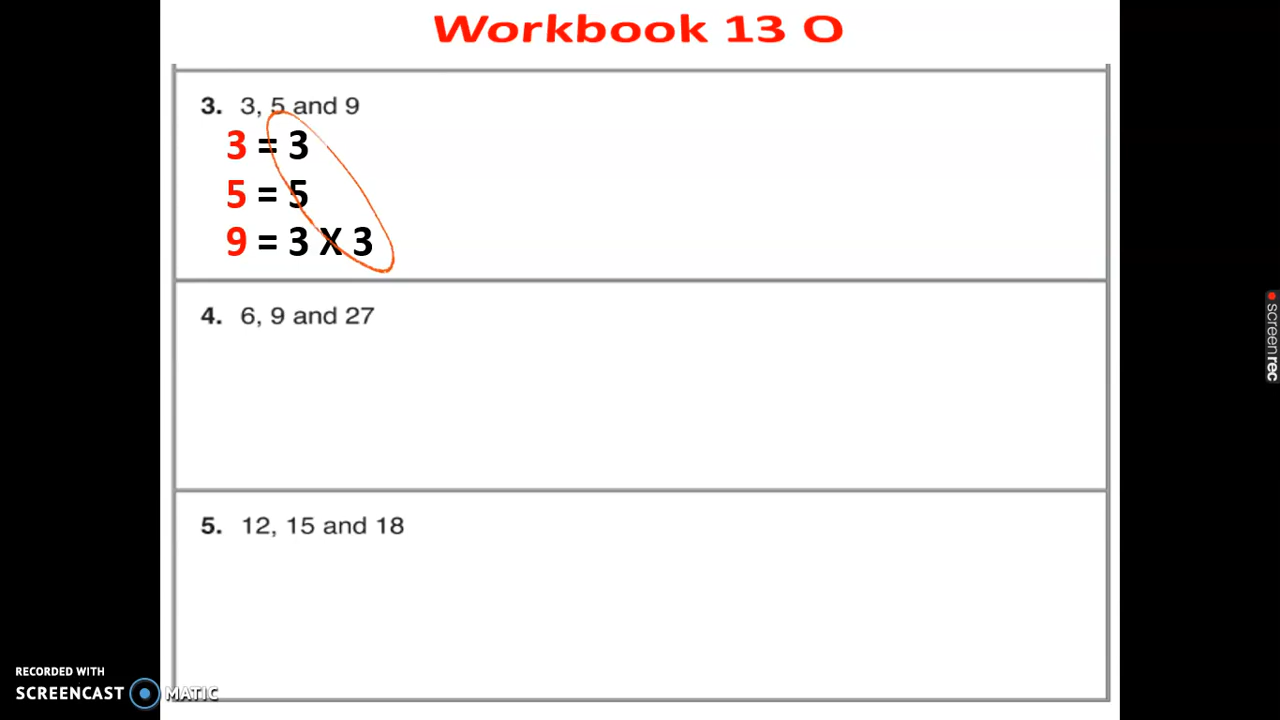 Workbook 13 O
3. 3, 5 and 9
3 = 3
5 = 5
9 = 3 X 3
4. 6, 9 and 27
5. 12, 15 and 18
screenrec
RECORDED WITH
SCREENCAST MATIC